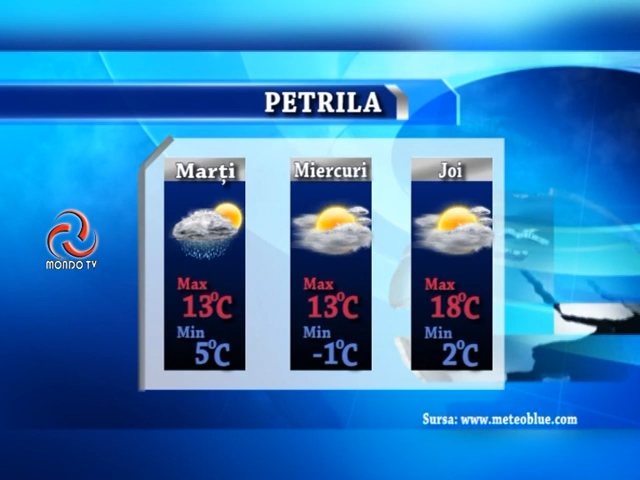 PETRILA
Marți
Miercuri
Joi
Max
13°C
Min
5°C
Max
13°C
Min
-1°C
Max
18°C
Min
2°C
MONDO TV
Sursa: www.meteoblue.com